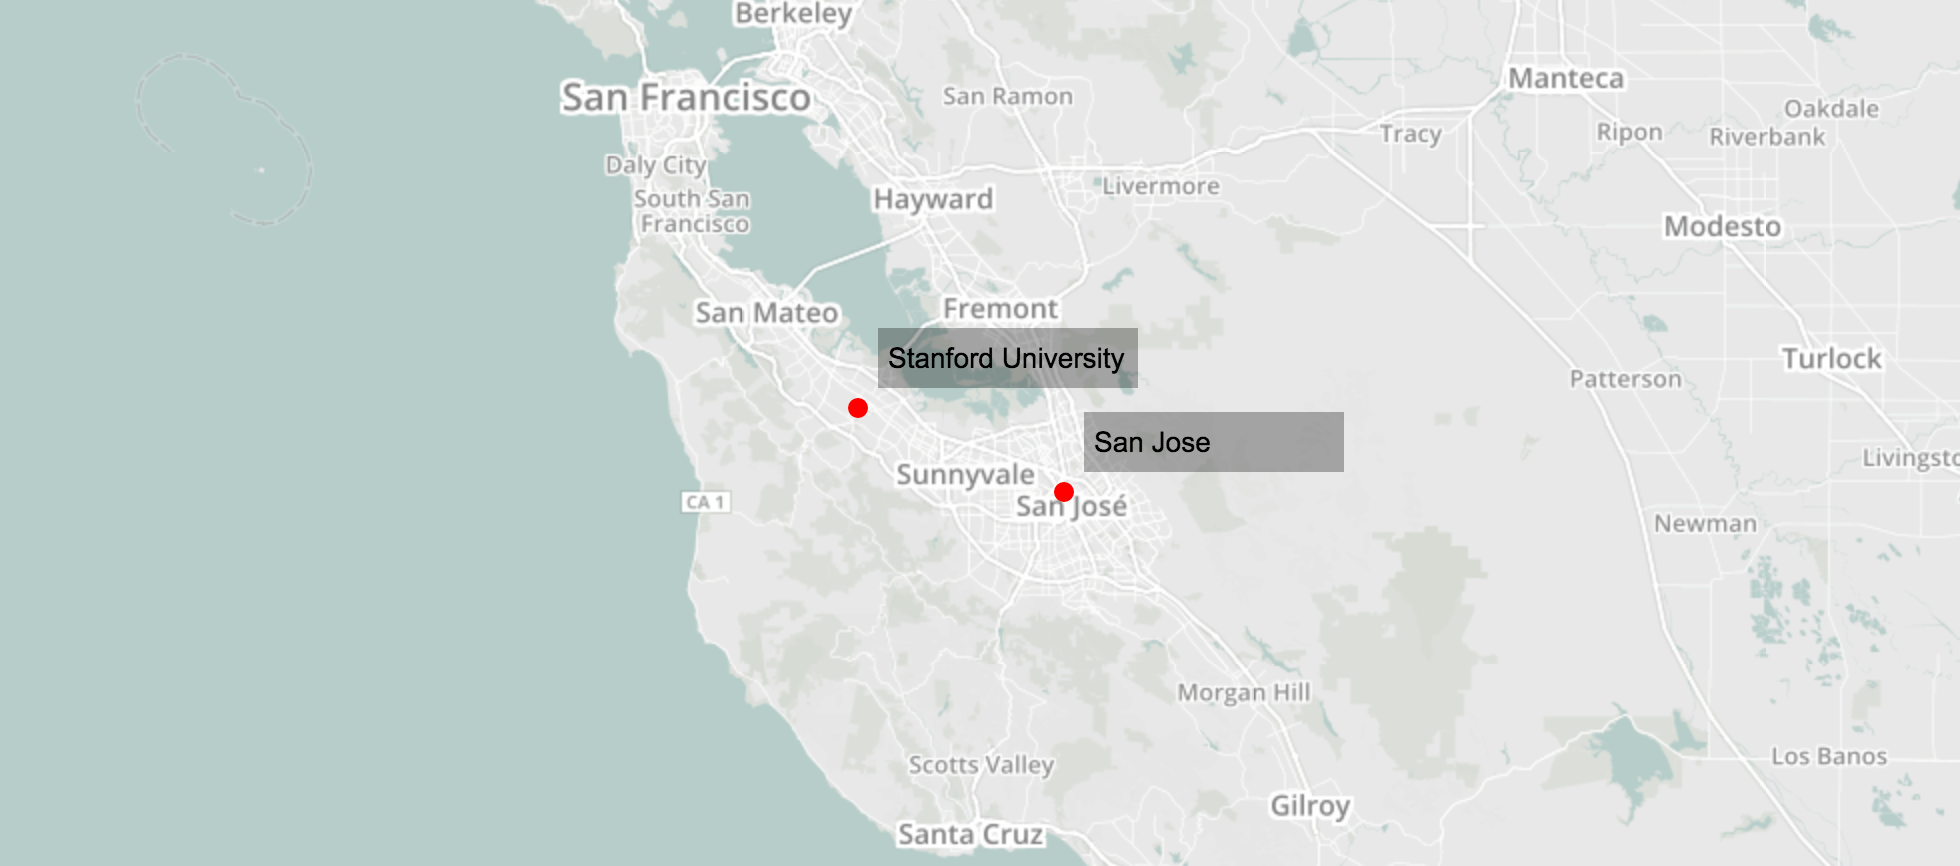 Berkeley
San Francisco
San Ramon
Manteca
Oakdale
Tracy
Ripon
Riverbank
Daly City
Livermore
South San
Francisco
Hayward
Modesto
San Mateo
Fremont
Stanford University
Turlock
Patterson
San Jose
Sunnyvale
Livingsto
CA 1
San José
Newman
Morgan Hill
Scotts Valley
Los Banos
Gilroy
Santa Cruz